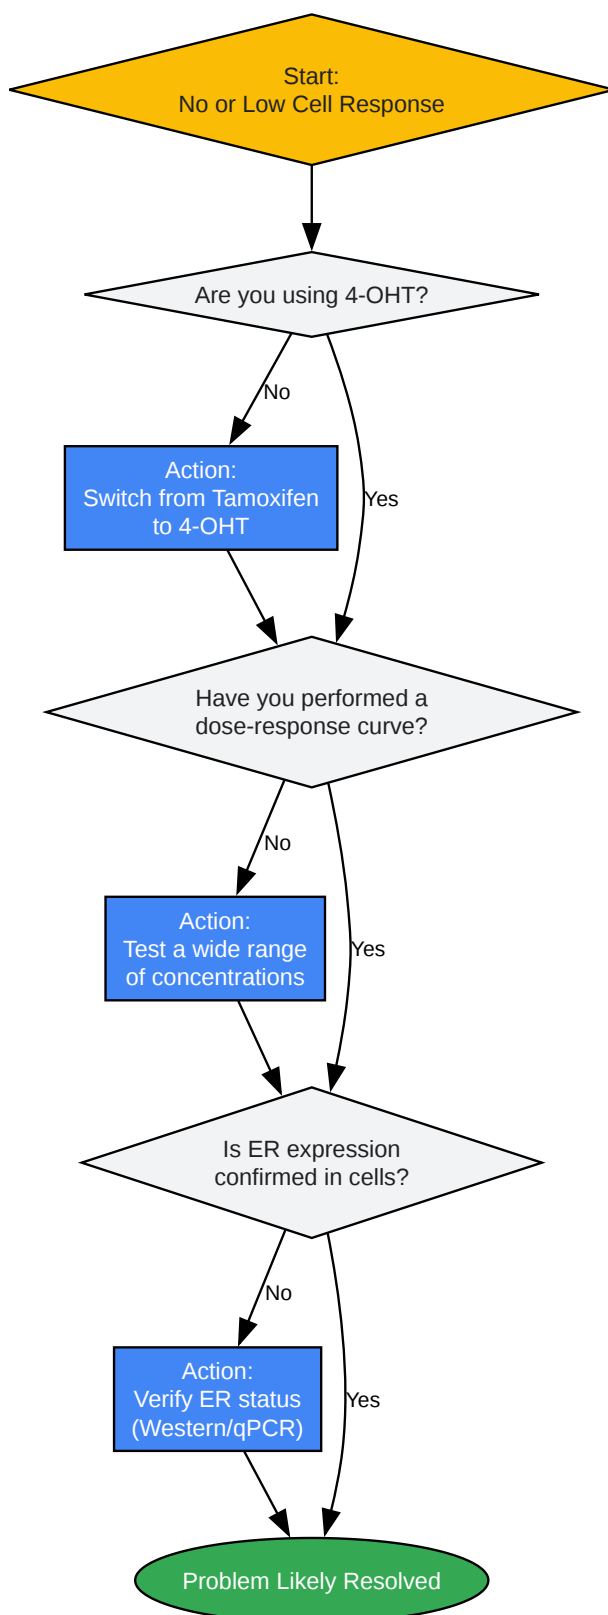 Start:
No or Low Cell Response
Are you using 4-OHT?
No
Action:
Switch from Tamoxifen
to 4-OHT
Yes
Have you performed a
dose-response curve?
No
Action:
Test a wide range
of concentrations
Yes
Is ER expression
confirmed in cells?
No
Action:
Verify ER status
(Western/qPCR)
Yes
Problem Likely Resolved